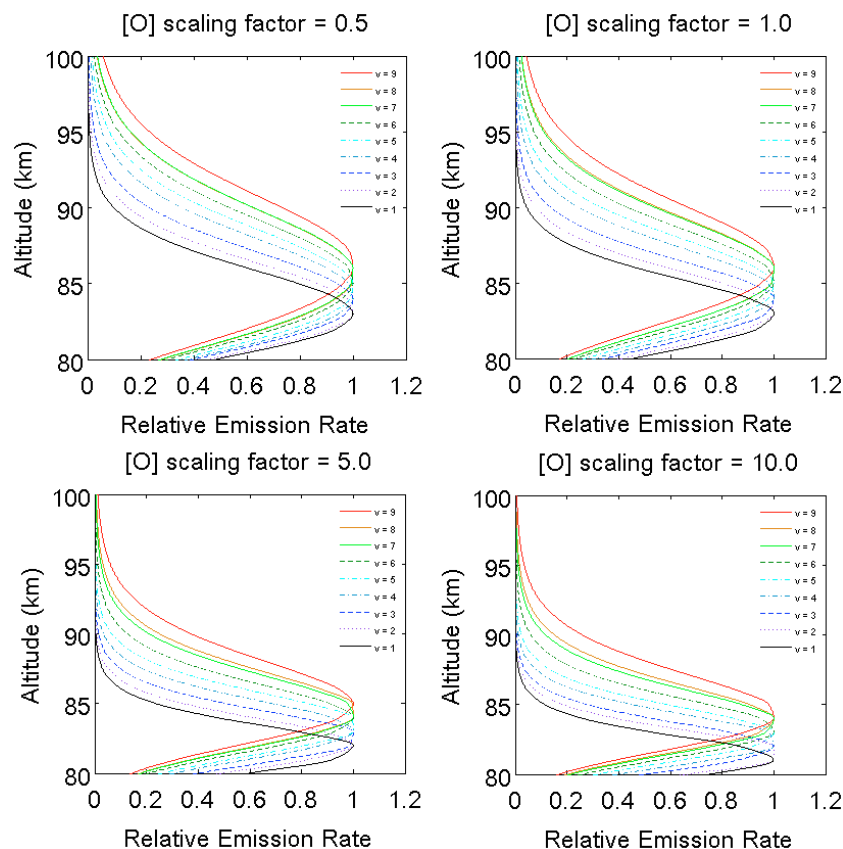 [O] scaling factor = 0.5
100
95
90
85
80
Altitude (km)
v = 9
v = 8
v = 7
v = 6
v = 5
v = 4
v = 3
v = 2
v = 1
0 0.2 0.4 0.6 0.8 1 1.2
Relative Emission Rate
[O] scaling factor = 1.0
100
95
90
85
80
Altitude (km)
v = 9
v = 8
v = 7
v = 6
v = 5
v = 4
v = 3
v = 2
v = 1
0 0.2 0.4 0.6 0.8 1 1.2
Relative Emission Rate
[O] scaling factor = 5.0
100
95
90
85
80
Altitude (km)
v = 9
v = 8
v = 7
v = 6
v = 5
v = 4
v = 3
v = 2
v = 1
0 0.2 0.4 0.6 0.8 1 1.2
Relative Emission Rate
[O] scaling factor = 10.0
100
95
90
85
80
Altitude (km)
v = 9
v = 8
v = 7
v = 6
v = 5
v = 4
v = 3
v = 2
v = 1
0 0.2 0.4 0.6 0.8 1 1.2
Relative Emission Rate